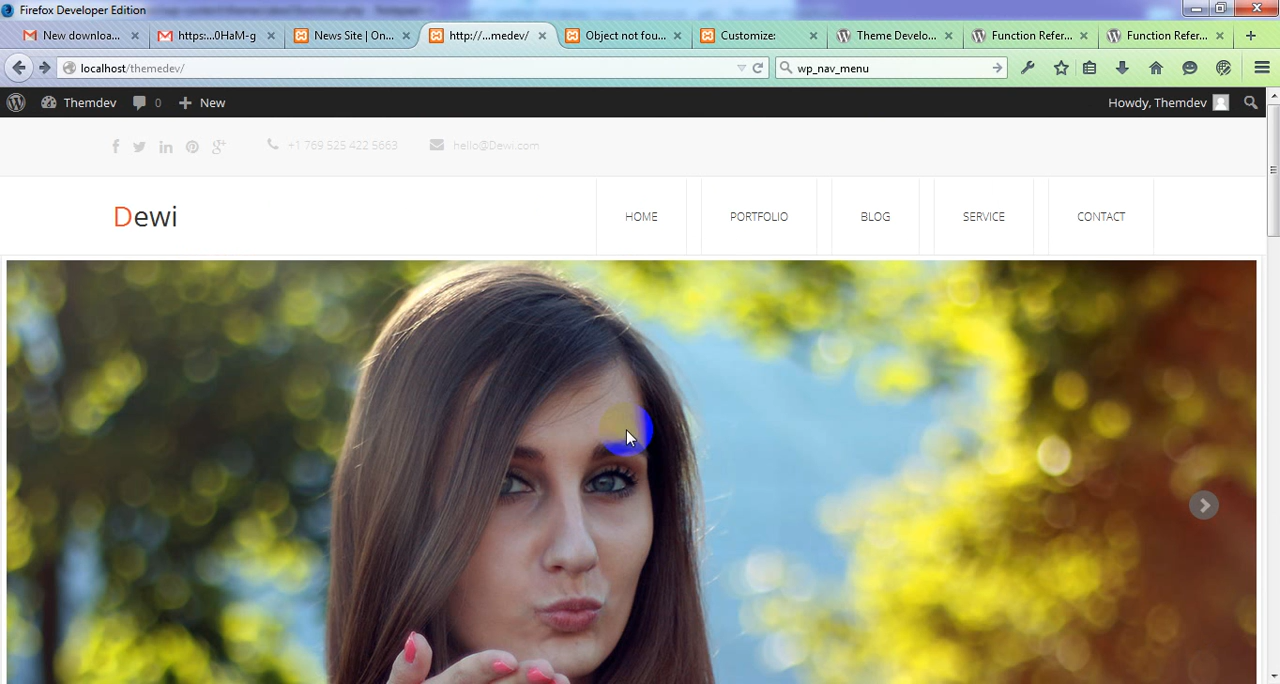 Firefox Developer Edition
New downloa... https:...0HaM-g News Site | On... http://...medev/ Object not fou... Customize: Theme Develo... Function Refer... Function Refer...
localhost/themedev/ wp_nav_menu
Themdev 0 New Howdy, Themdev
+1 769 525 422 5663 hello@Dewi.com
Dewi HOME PORTFOLIO BLOG SERVICE CONTACT